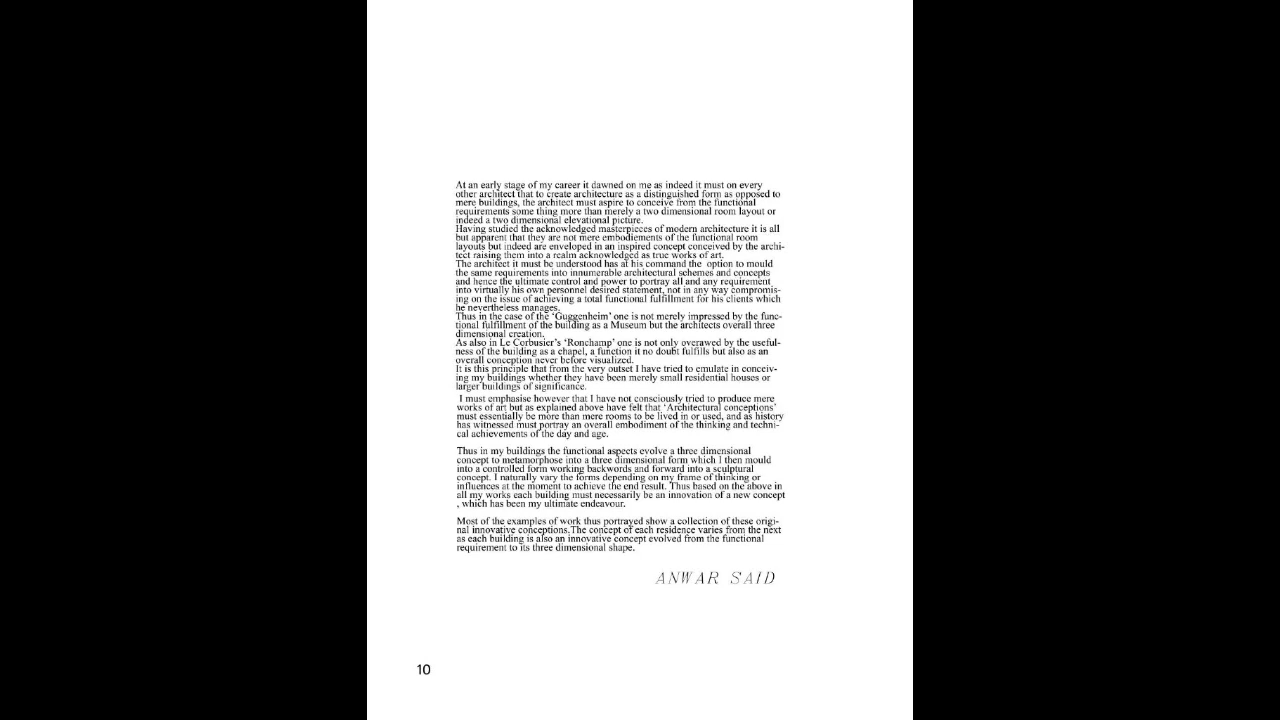 At an early stage of my career it dawned on me as indeed it must on every
other architect that to create architecture as a distinguished form as opposed to
mere buildings, the architect must aspire to conceive from the functional
requirements some thing more than merely a two dimensional room layout or
indeed a two dimensional elevational picture.
Having studied the acknowledged masterpieces of modern architecture it is all
but apparent that they are not mere embodiements of the functional room
layouts but indeed are enveloped in an inspired concept conceived by the archi-
tect raising them into a realm acknowledged as true works of art.
The architect it must be understood has at his command the option to mould
the same requirements into innumerable architectural schemes and concepts
and hence the ultimate control and power to portray all and any requirement
into virtually his own personnel desired statement, not in any way compromis-
ing on the issue of achieving a total functional fulfillment for his clients which
he nevertheless manages.
Thus in the case of the ‘Guggenheim’ one is not merely impressed by the func-
tional fulfillment of the building as a Museum but the architects overall three
dimensional creation.
As also in Le Corbusier’s ‘Ronchamp’ one is not only overawed by the useful-
ness of the building as a chapel, a function it no doubt fulfills but also as an
overall conception never before visualized.
It is this principle that from the very outset I have tried to emulate in conceiv-
ing my buildings whether they have been merely small residential houses or
larger buildings of significance.
I must emphasise however that I have not consciously tried to produce mere
works of art but as explained above have felt that ‘Architectural conceptions’
must essentially be more than mere rooms to be lived in or used, and as history
has witnessed must portray an overall embodiment of the thinking and techni-
cal achievements of the day and age.
Thus in my buildings the functional aspects evolve a three dimensional
concept to metamorphose into a three dimensional form which I then mould
into a controlled form working backwords and forward into a sculptural
concept. I naturally vary the forms depending on my frame of thinking or
influences at the moment to achieve the end result. Thus based on the above in
all my works each building must necessarily be an innovation of a new concept
, which has been my ultimate endeavour.
Most of the examples of work thus portrayed show a collection of these origi-
nal innovative conceptions.The concept of each residence varies from the next
as each building is also an innovative concept evolved from the functional
requirement to its three dimensional shape.
ANWAR SAID
10